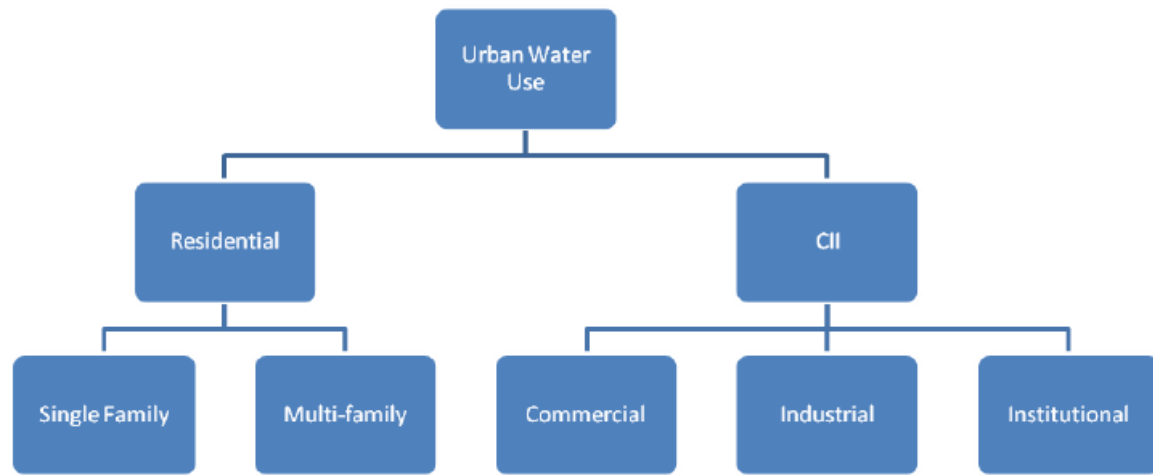 Urban Water
Use
Residential
CII
Single Family
Multi-family
Commercial
Industrial
Institutional